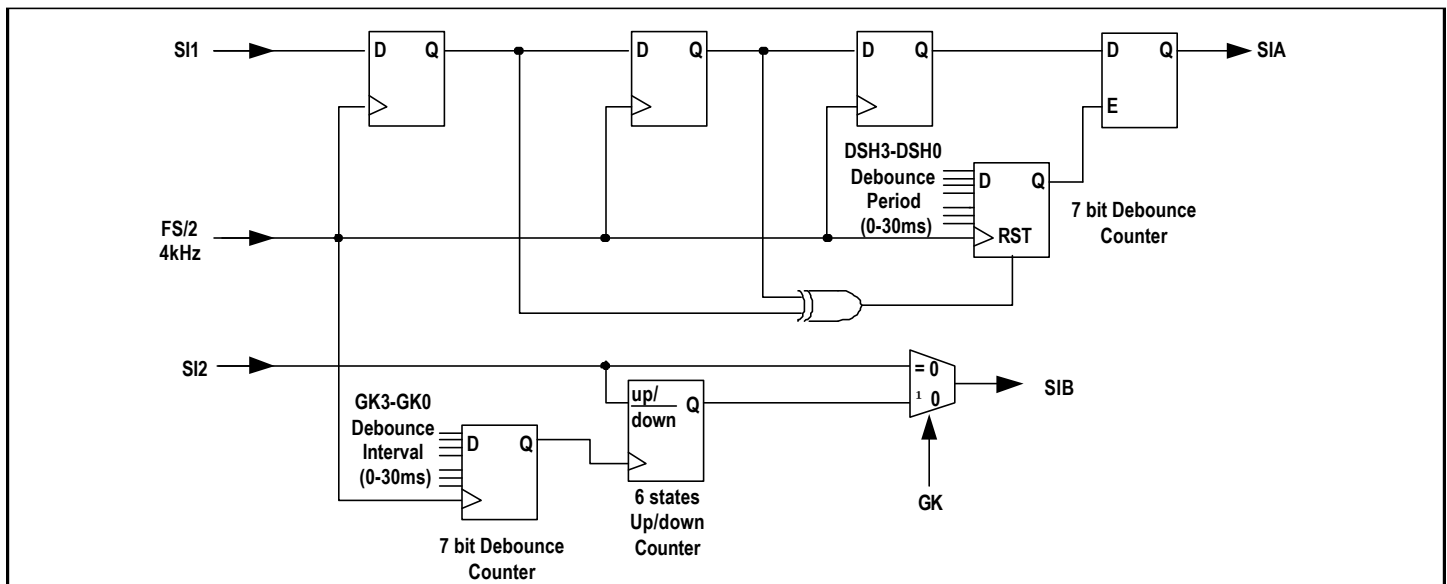 SI1
D Q
D Q
D Q
D Q
E
SIA
DSH3-DSH0
Debounce
Period
(0-30ms)
D Q
RST
7 bit Debounce
Counter
FS/2
4kHz
SI2
GK3-GK0
Debounce
Interval
(0-30ms)
D Q
7 bit Debounce
Counter
up/
down
Q
6 states
Up/down
Counter
= 0
¹ 0
SIB
GK